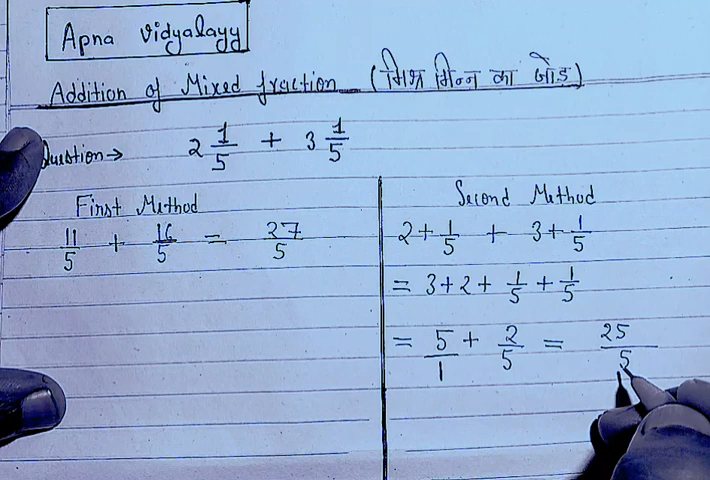 Apna Vidyalayy
Addition of Mixed fraction (मिश्र भिन्न का जोड़)
Question→ 2 1/5 + 3 1/5
First Method
11/5 + 16/5 = 27/5
Second Method
2+1/5 + 3+1/5
= 3+2+ 1/5 + 1/5
= 5/1 + 2/5 = 25/5